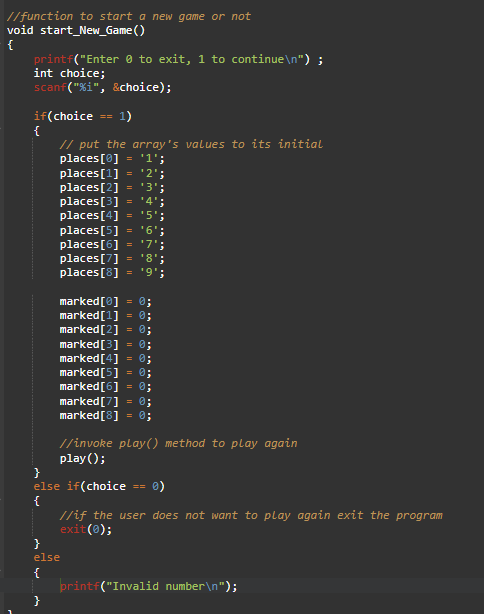 //function to start a new game or not
void start_New_Game()
{
    printf("Enter 0 to exit, 1 to continue\n") ;
    int choice;
    scanf("%i", &choice);

    if(choice == 1)
    {
        // put the array's values to its initial
        places[0] = '1';
        places[1] = '2';
        places[2] = '3';
        places[3] = '4';
        places[4] = '5';
        places[5] = '6';
        places[6] = '7';
        places[7] = '8';
        places[8] = '9';

        marked[0] = 0;
        marked[1] = 0;
        marked[2] = 0;
        marked[3] = 0;
        marked[4] = 0;
        marked[5] = 0;
        marked[6] = 0;
        marked[7] = 0;
        marked[8] = 0;

        //invoke play() method to play again
        play();
    }
    else if(choice == 0)
    {
        //if the user does not want to play again exit the program
        exit(0);
    }
    else
    {
        printf("Invalid number\n");
    }
}